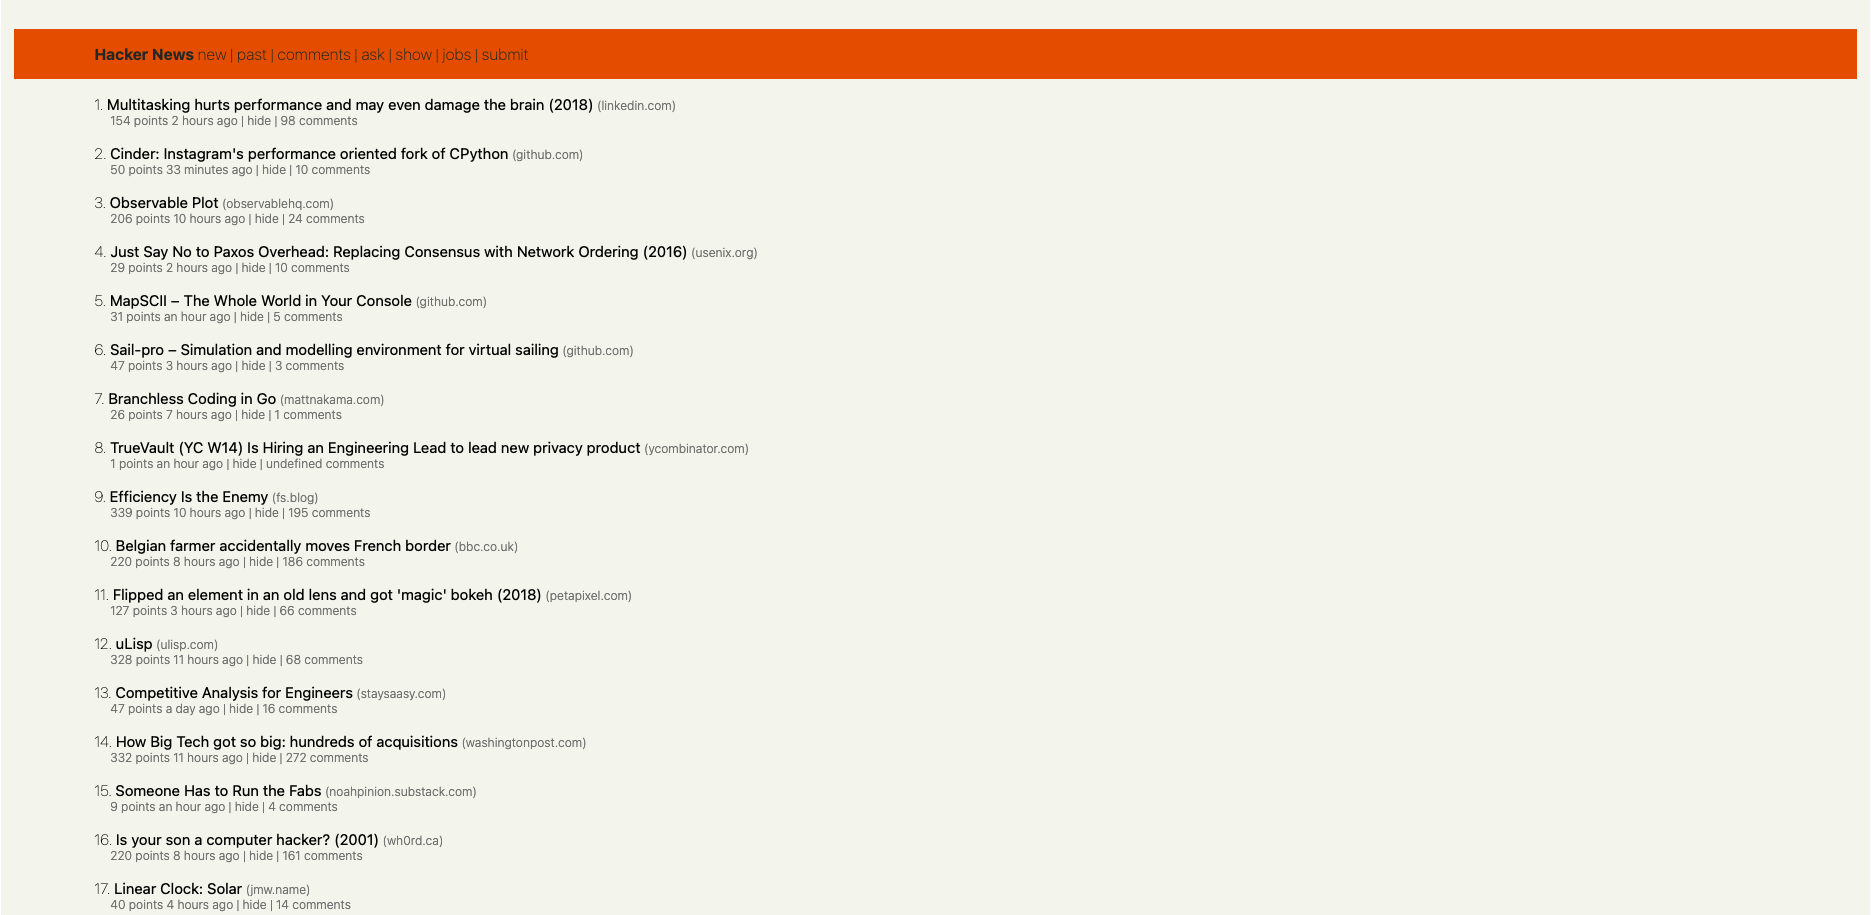 Hacker News new | past | comments | ask | show | jobs | submit
1. Multitasking hurts performance and may even damage the brain (2018) (linkedin.com)
154 points 2 hours ago | hide | 98 comments
2. Cinder: Instagram's performance oriented fork of CPython (github.com)
50 points 33 minutes ago | hide | 10 comments
3. Observable Plot (observablehq.com)
206 points 10 hours ago | hide | 24 comments
4. Just Say No to Paxos Overhead: Replacing Consensus with Network Ordering (2016) (usenix.org)
29 points 2 hours ago | hide | 10 comments
5. MapSCII – The Whole World in Your Console (github.com)
31 points an hour ago | hide | 5 comments
6. Sail-pro – Simulation and modelling environment for virtual sailing (github.com)
47 points 3 hours ago | hide | 3 comments
7. Branchless Coding in Go (mattnakama.com)
26 points 7 hours ago | hide | 1 comments
8. TrueVault (YC W14) Is Hiring an Engineering Lead to lead new privacy product (ycombinator.com)
1 points an hour ago | hide | undefined comments
9. Efficiency Is the Enemy (fs.blog)
339 points 10 hours ago | hide | 195 comments
10. Belgian farmer accidentally moves French border (bbc.co.uk)
220 points 8 hours ago | hide | 186 comments
11. Flipped an element in an old lens and got 'magic' bokeh (2018) (petapixel.com)
127 points 3 hours ago | hide | 66 comments
12. uLisp (ulisp.com)
328 points 11 hours ago | hide | 68 comments
13. Competitive Analysis for Engineers (staysaasy.com)
47 points a day ago | hide | 16 comments
14. How Big Tech got so big: hundreds of acquisitions (washingtonpost.com)
332 points 11 hours ago | hide | 272 comments
15. Someone Has to Run the Fabs (noahpinion.substack.com)
9 points an hour ago | hide | 4 comments
16. Is your son a computer hacker? (2001) (wh0rd.ca)
220 points 8 hours ago | hide | 161 comments
17. Linear Clock: Solar (jmw.name)
40 points 4 hours ago | hide | 14 comments